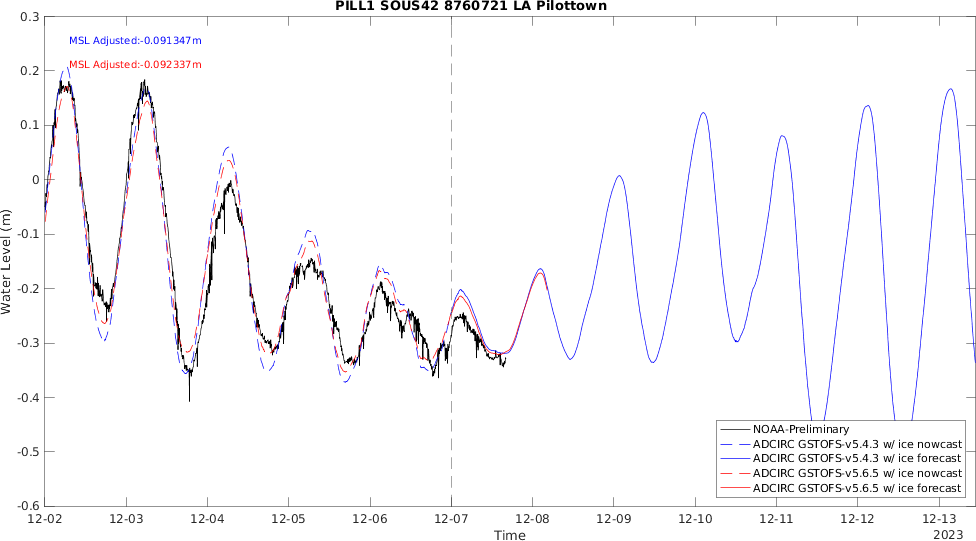 PILL1 SOUS42 8760721 LA Pilottown
MSL Adjusted:-0.091347m
MSL Adjusted:-0.092337m
0.3
0.2
0.1
0
-0.1
-0.2
-0.3
-0.4
-0.5
-0.6
Water Level (m)
NOAA-Preliminary
ADCIRC GSTOFS-v5.4.3 w/ ice nowcast
ADCIRC GSTOFS-v5.4.3 w/ ice forecast
ADCIRC GSTOFS-v5.6.5 w/ ice nowcast
ADCIRC GSTOFS-v5.6.5 w/ ice forecast
12-02 12-03 12-04 12-05 12-06 12-07 12-08 12-09 12-10 12-11 12-12 12-13
2023
Time